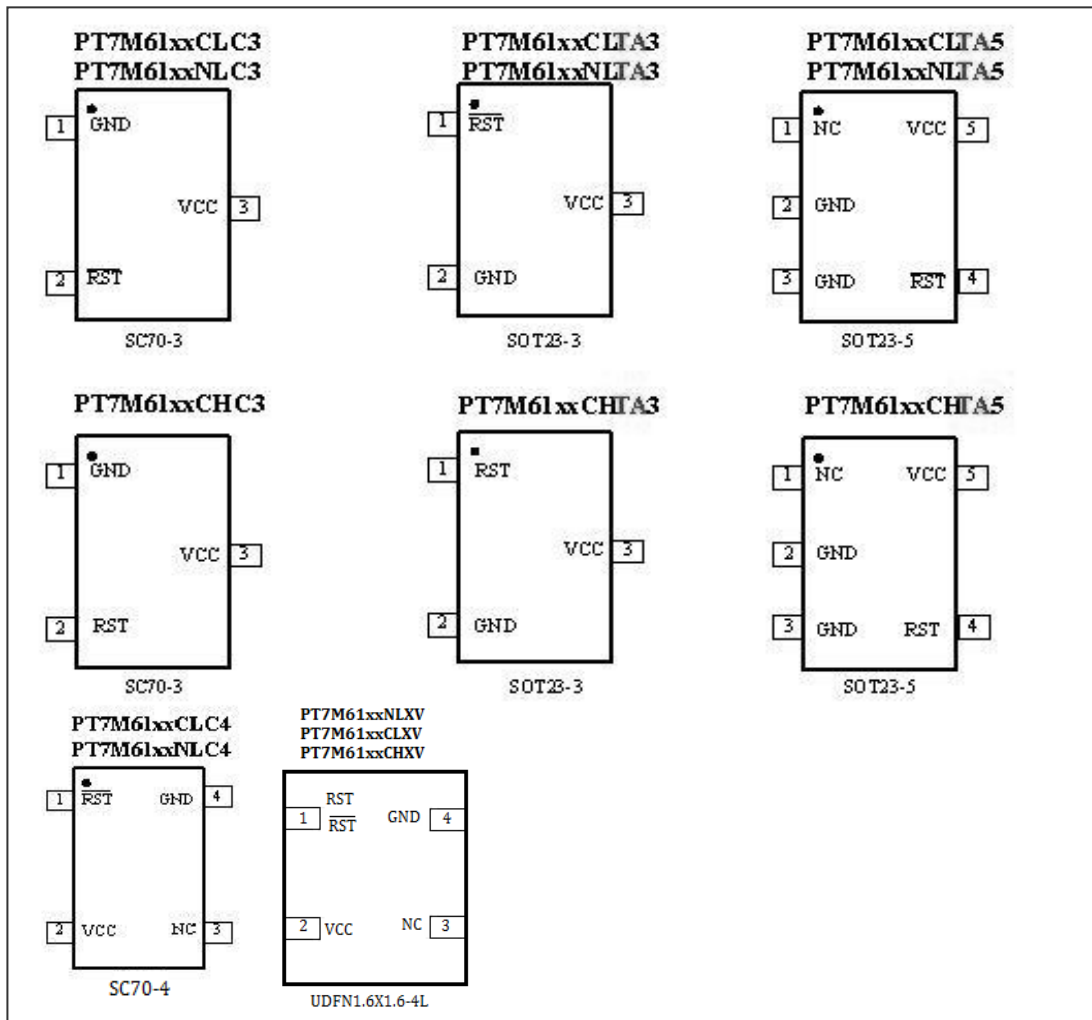 PT7M61xxCLC3
PT7M61xxNLC3
1 GND
VCC 3
2 RST
SC70-3
PT7M61xxCLTA3
PT7M61xxNLTA3
1 RST
VCC 3
2 GND
SOT23-3
PT7M61xxCLTA5
PT7M61xxNLTA5
1 NC VCC 5
2 GND
3 GND RST 4
SOT23-5
PT7M61xxCHC3
1 GND
VCC 3
2 RST
SC70-3
PT7M61xxCHTA3
1 RST
VCC 3
2 GND
SOT23-3
PT7M61xxCHTA5
1 NC VCC 5
2 GND
3 GND RST 4
SOT23-5
PT7M61xxCLC4
PT7M61xxNLC4
1 RST GND 4
2 VCC NC 3
SC70-4
PT7M61xxNLXV
PT7M61xxCLXV
PT7M61xxCHXV
RST
1 RST GND 4
2 VCC NC 3
UDFN1.6X1.6-4L